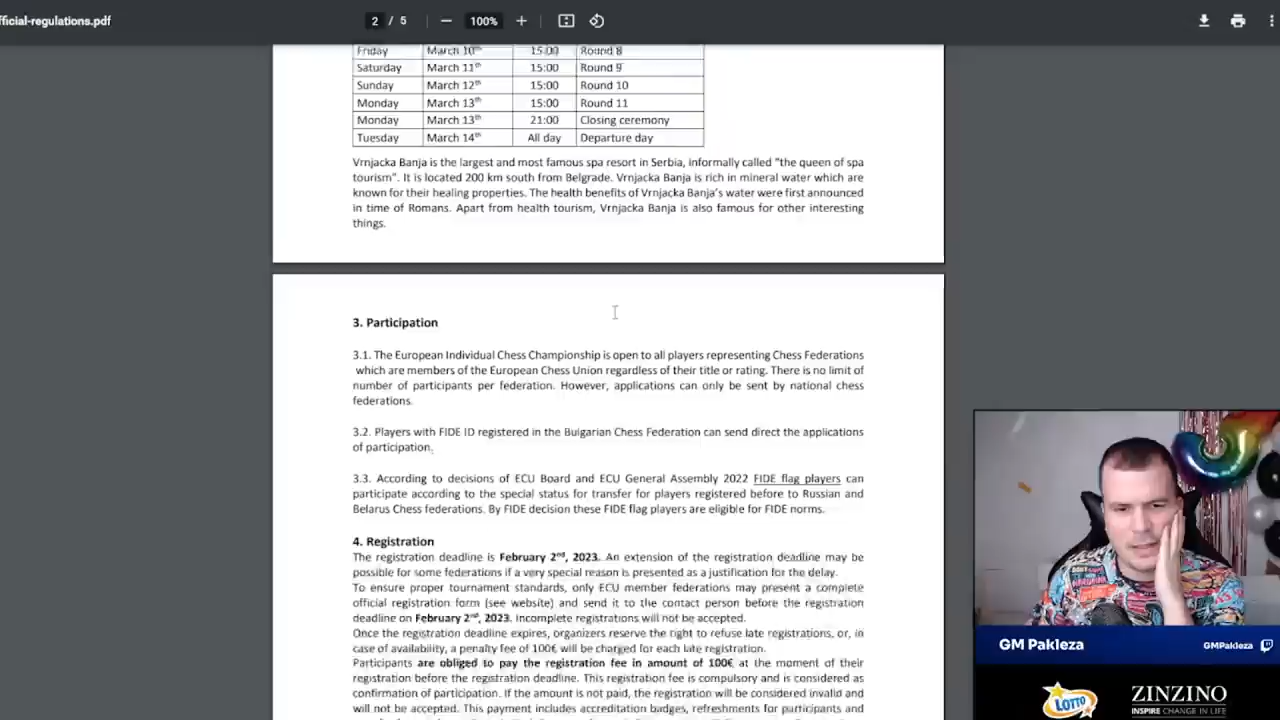 fficial-regulations.pdf
2 / 5
100%
Friday March 10th 15:00 Round 8
Saturday March 11th 15:00 Round 9
Sunday March 12th 15:00 Round 10
Monday March 13th 15:00 Round 11
Monday March 13th 21:00 Closing ceremony
Tuesday March 14th All day Departure day
Vrnjacka Banja is the largest and most famous spa resort in Serbia, informally called "the queen of spa
tourism". It is located 200 km south from Belgrade. Vrnjacka Banja is rich in mineral water which are
known for their healing properties. The health benefits of Vrnjacka Banja's water were first announced
in time of Romans. Apart from health tourism, Vrnjacka Banja is also famous for other interesting
things.
3. Participation
3.1. The European Individual Chess Championship is open to all players representing Chess Federations
which are members of the European Chess Union regardless of their title or rating. There is no limit of
number of participants per federation. However, applications can only be sent by national chess
federations.
3.2. Players with FIDE ID registered in the Bulgarian Chess Federation can send direct the applications
of participation.
3.3. According to decisions of ECU Board and ECU General Assembly 2022 FIDE flag players can
participate according to the special status for transfer for players registered before to Russian and
Belarus Chess federations. By FIDE decision these FIDE flag players are eligible for FIDE norms.
4. Registration
The registration deadline is February 2nd, 2023. An extension of the registration deadline may be
possible for some federations if a very special reason is presented as a justification for the delay.
To ensure proper tournament standards, only ECU member federations may present a complete
official registration form (see website) and send it to the contact person before the registration
deadline on February 2nd, 2023. Incomplete registrations will not be accepted.
Once the registration deadline expires, organizers reserve the right to refuse late registrations, or, in
case of availability, a penalty fee of 100€ will be charged for each late registration.
Participants are obliged to pay the registration fee in amount of 100€ at the moment of their
registration before the registration deadline. This registration fee is compulsory and is considered as
confirmation of participation. If the amount is not paid, the registration will be considered invalid and
will not be accepted. This payment includes accreditation badges, refreshments for participants and
GM Pakleza
GMPakleza
LOTTO
ZINZINO
INSPIRE CHANGE IN LIFE